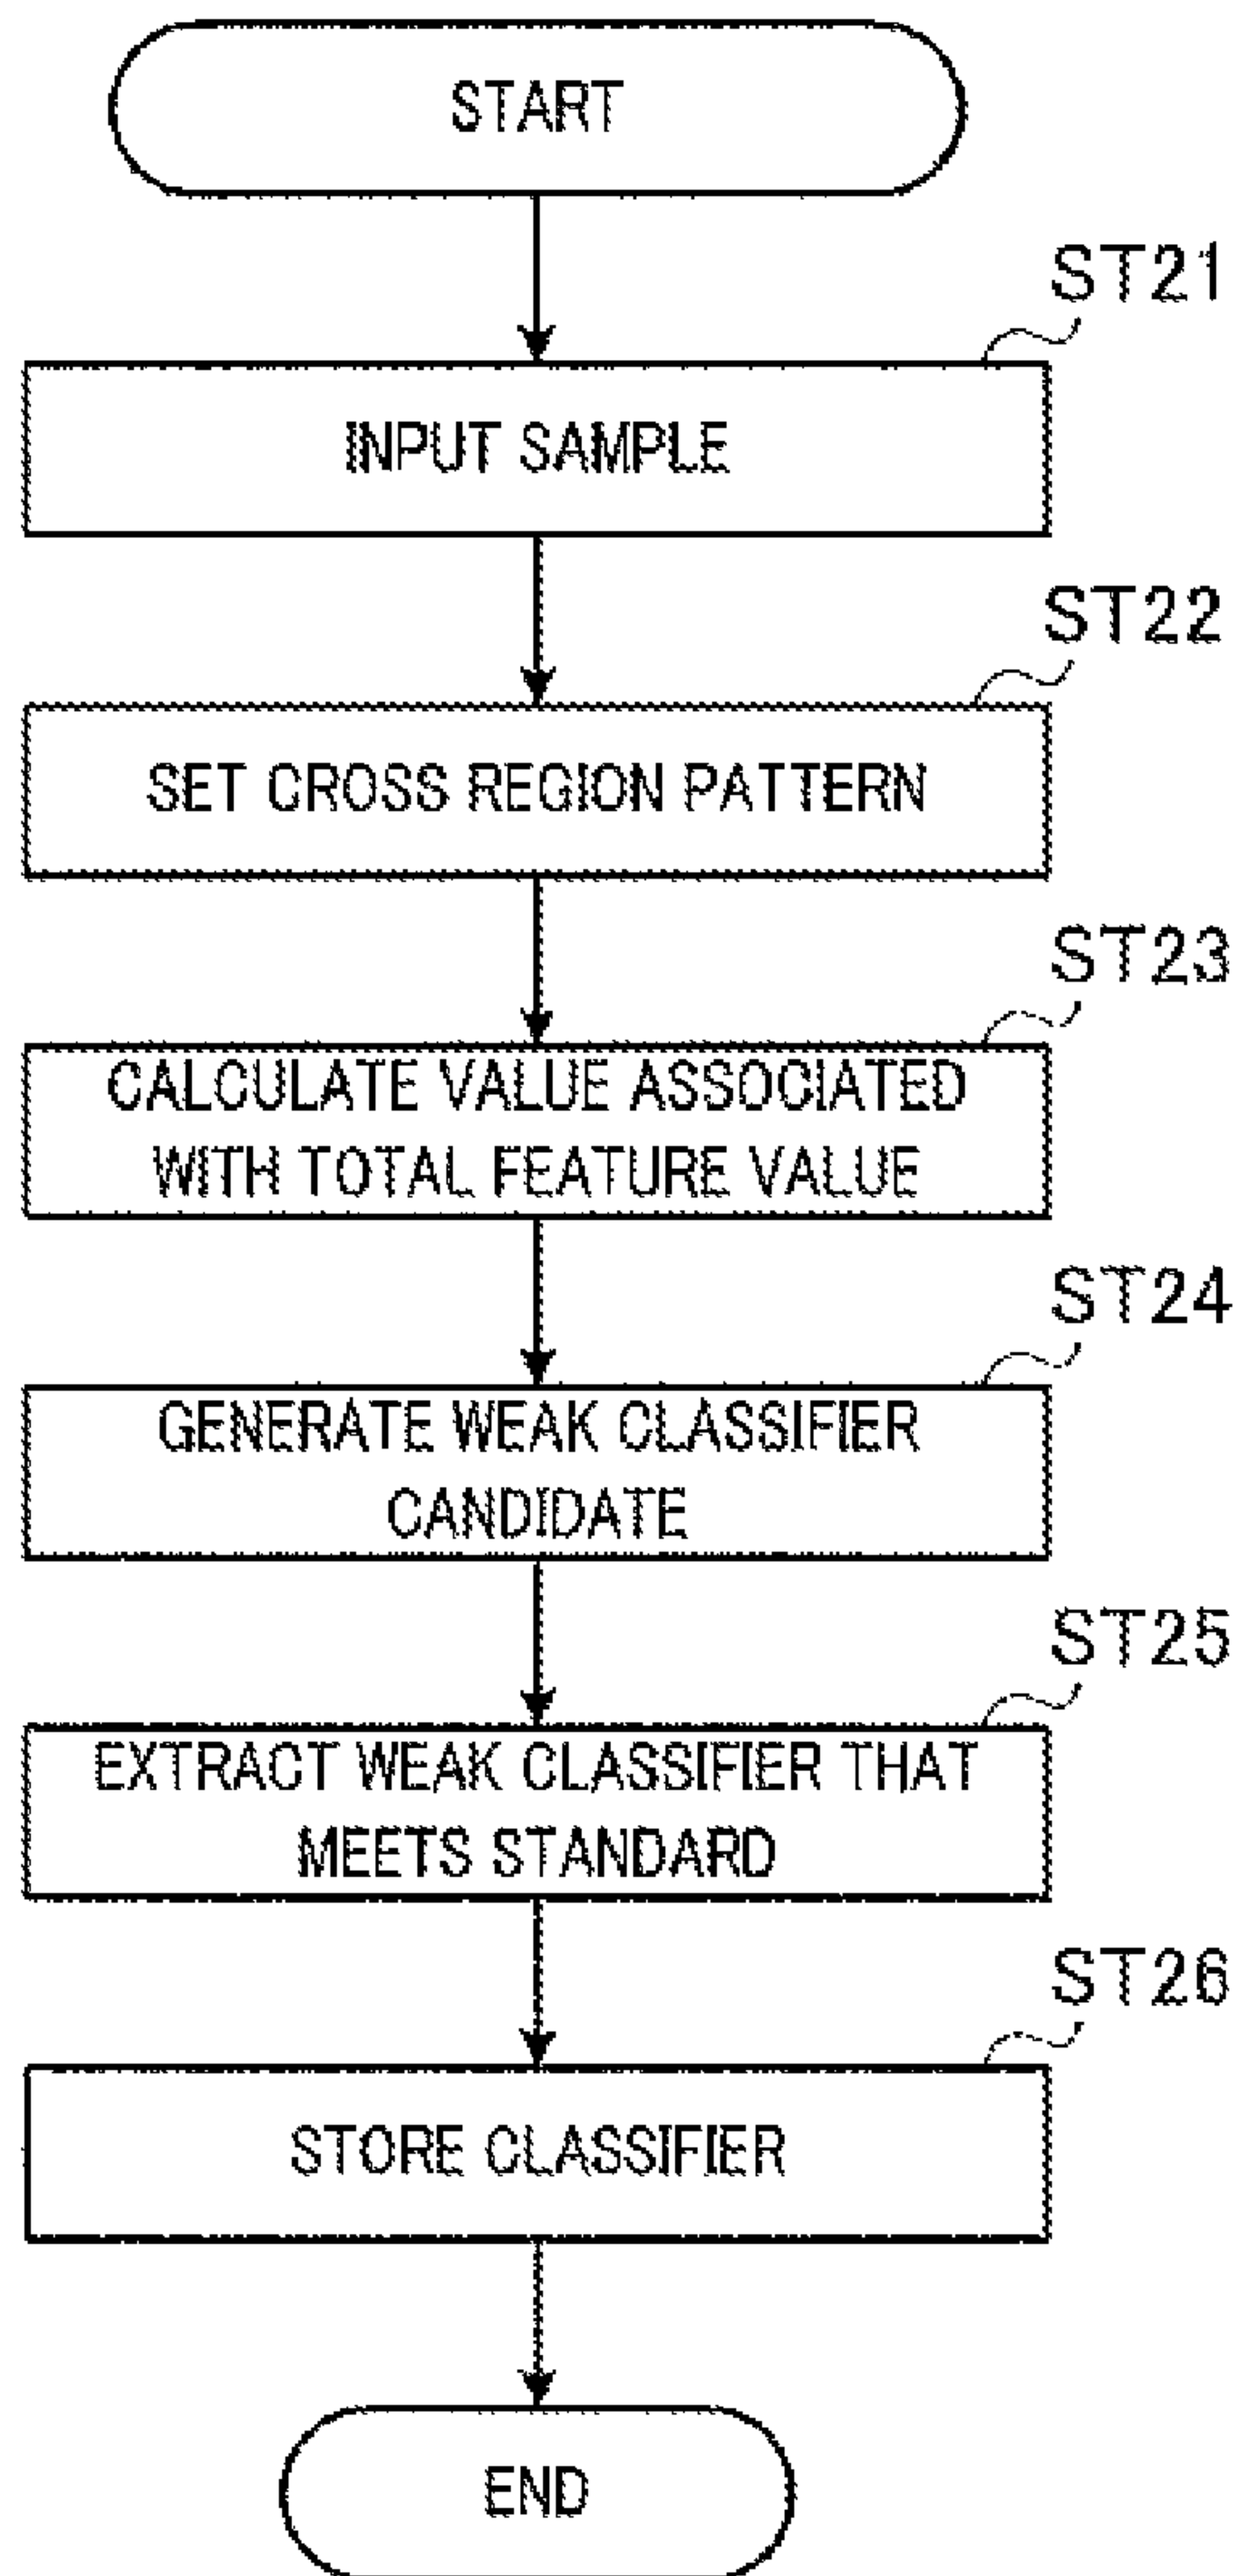 START
ST21
INPUT SAMPLE
ST22
SET CROSS REGION PATTERN
ST23
CALCULATE VALUE ASSOCIATED
WITH TOTAL FEATURE VALUE
ST24
GENERATE WEAK CLASSIFIER
CANDIDATE
ST25
EXTRACT WEAK CLASSIFIER THAT
MEETS STANDARD
ST26
STORE CLASSIFIER
END